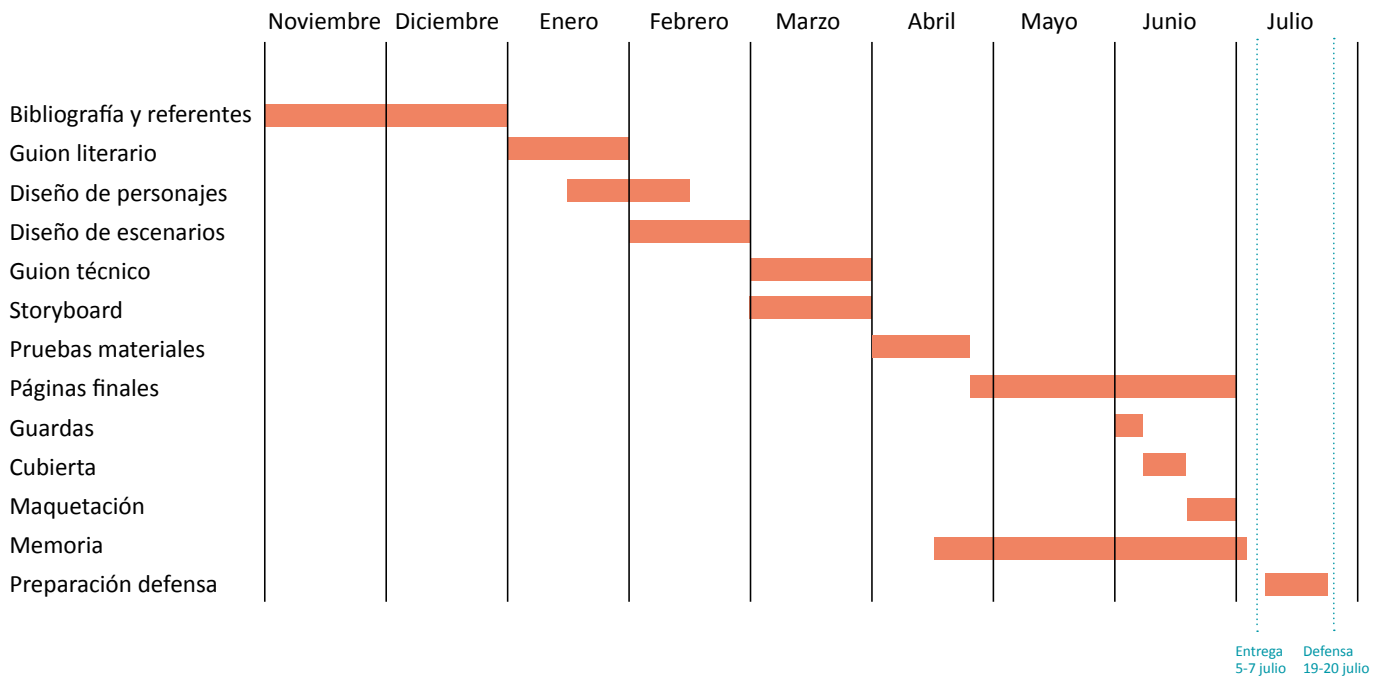 Noviembre Diciembre Enero Febrero Marzo Abril Mayo Junio Julio
Bibliografía y referentes
Guion literario
Diseño de personajes
Diseño de escenarios
Guion técnico
Storyboard
Pruebas materiales
Páginas finales
Guardas
Cubierta
Maquetación
Memoria
Preparación defensa
Entrega
5-7 julio
Defensa
19-20 julio